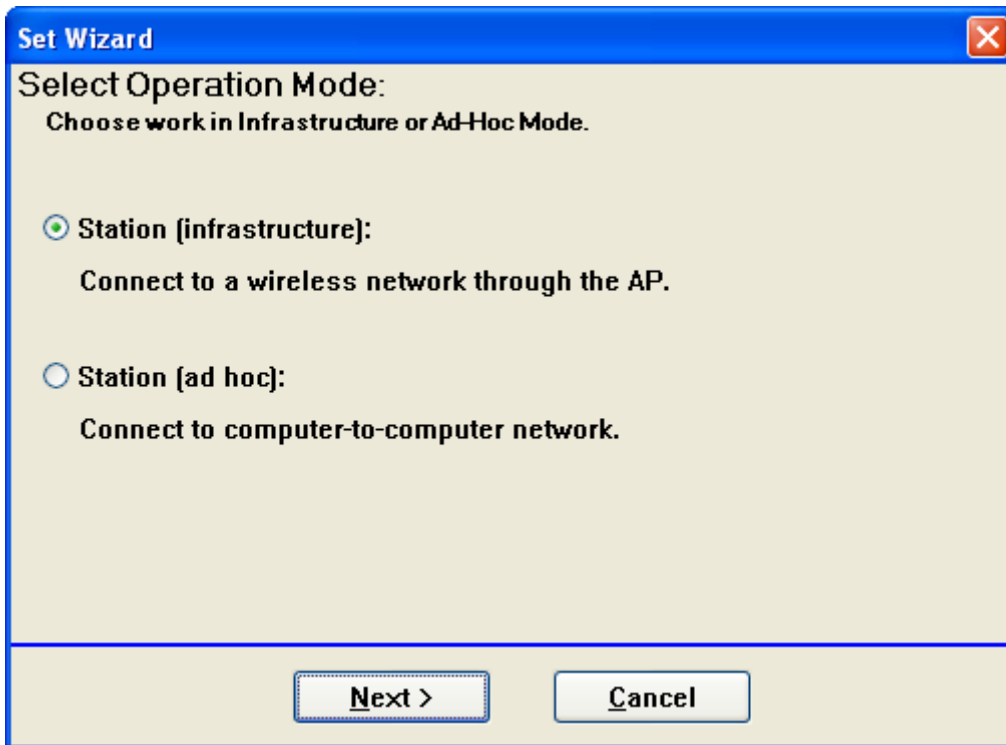 Set Wizard
Select Operation Mode:
Choose work in Infrastructure or Ad-Hoc Mode.
Station (infrastructure):
Connect to a wireless network through the AP.
Station (ad hoc):
Connect to computer-to-computer network.
Next >
Cancel